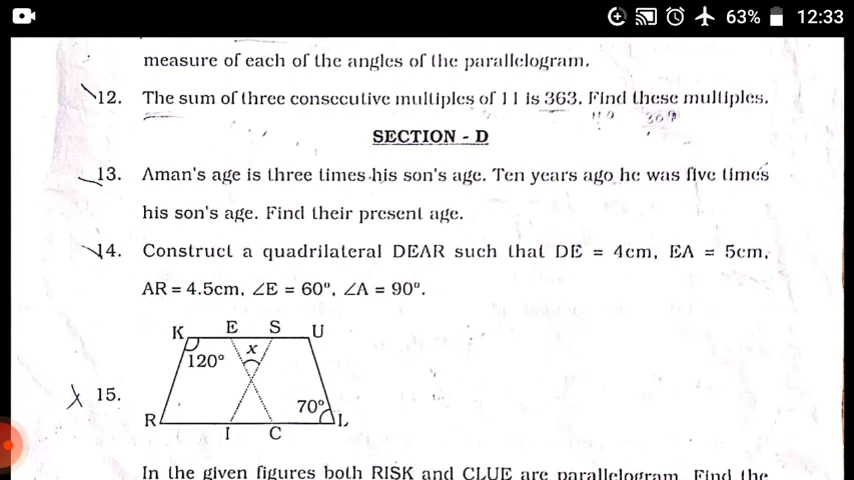 63% 12:33
measure of each of the angles of the parallelogram.
12. The sum of three consecutive multiples of 11 is 363. Find these multiples.
SECTION - D
13. Aman's age is three times his son's age. Ten years ago he was five times
his son's age. Find their present age.
14. Construct a quadrilateral DEAR such that DE = 4cm, EA = 5cm,
AR = 4.5cm, ∠E = 60°, ∠A = 90°.
K E S U
x
120°
15.
70°
R I C L
In the given figures both RISK and CLUE are parallelogram. Find the